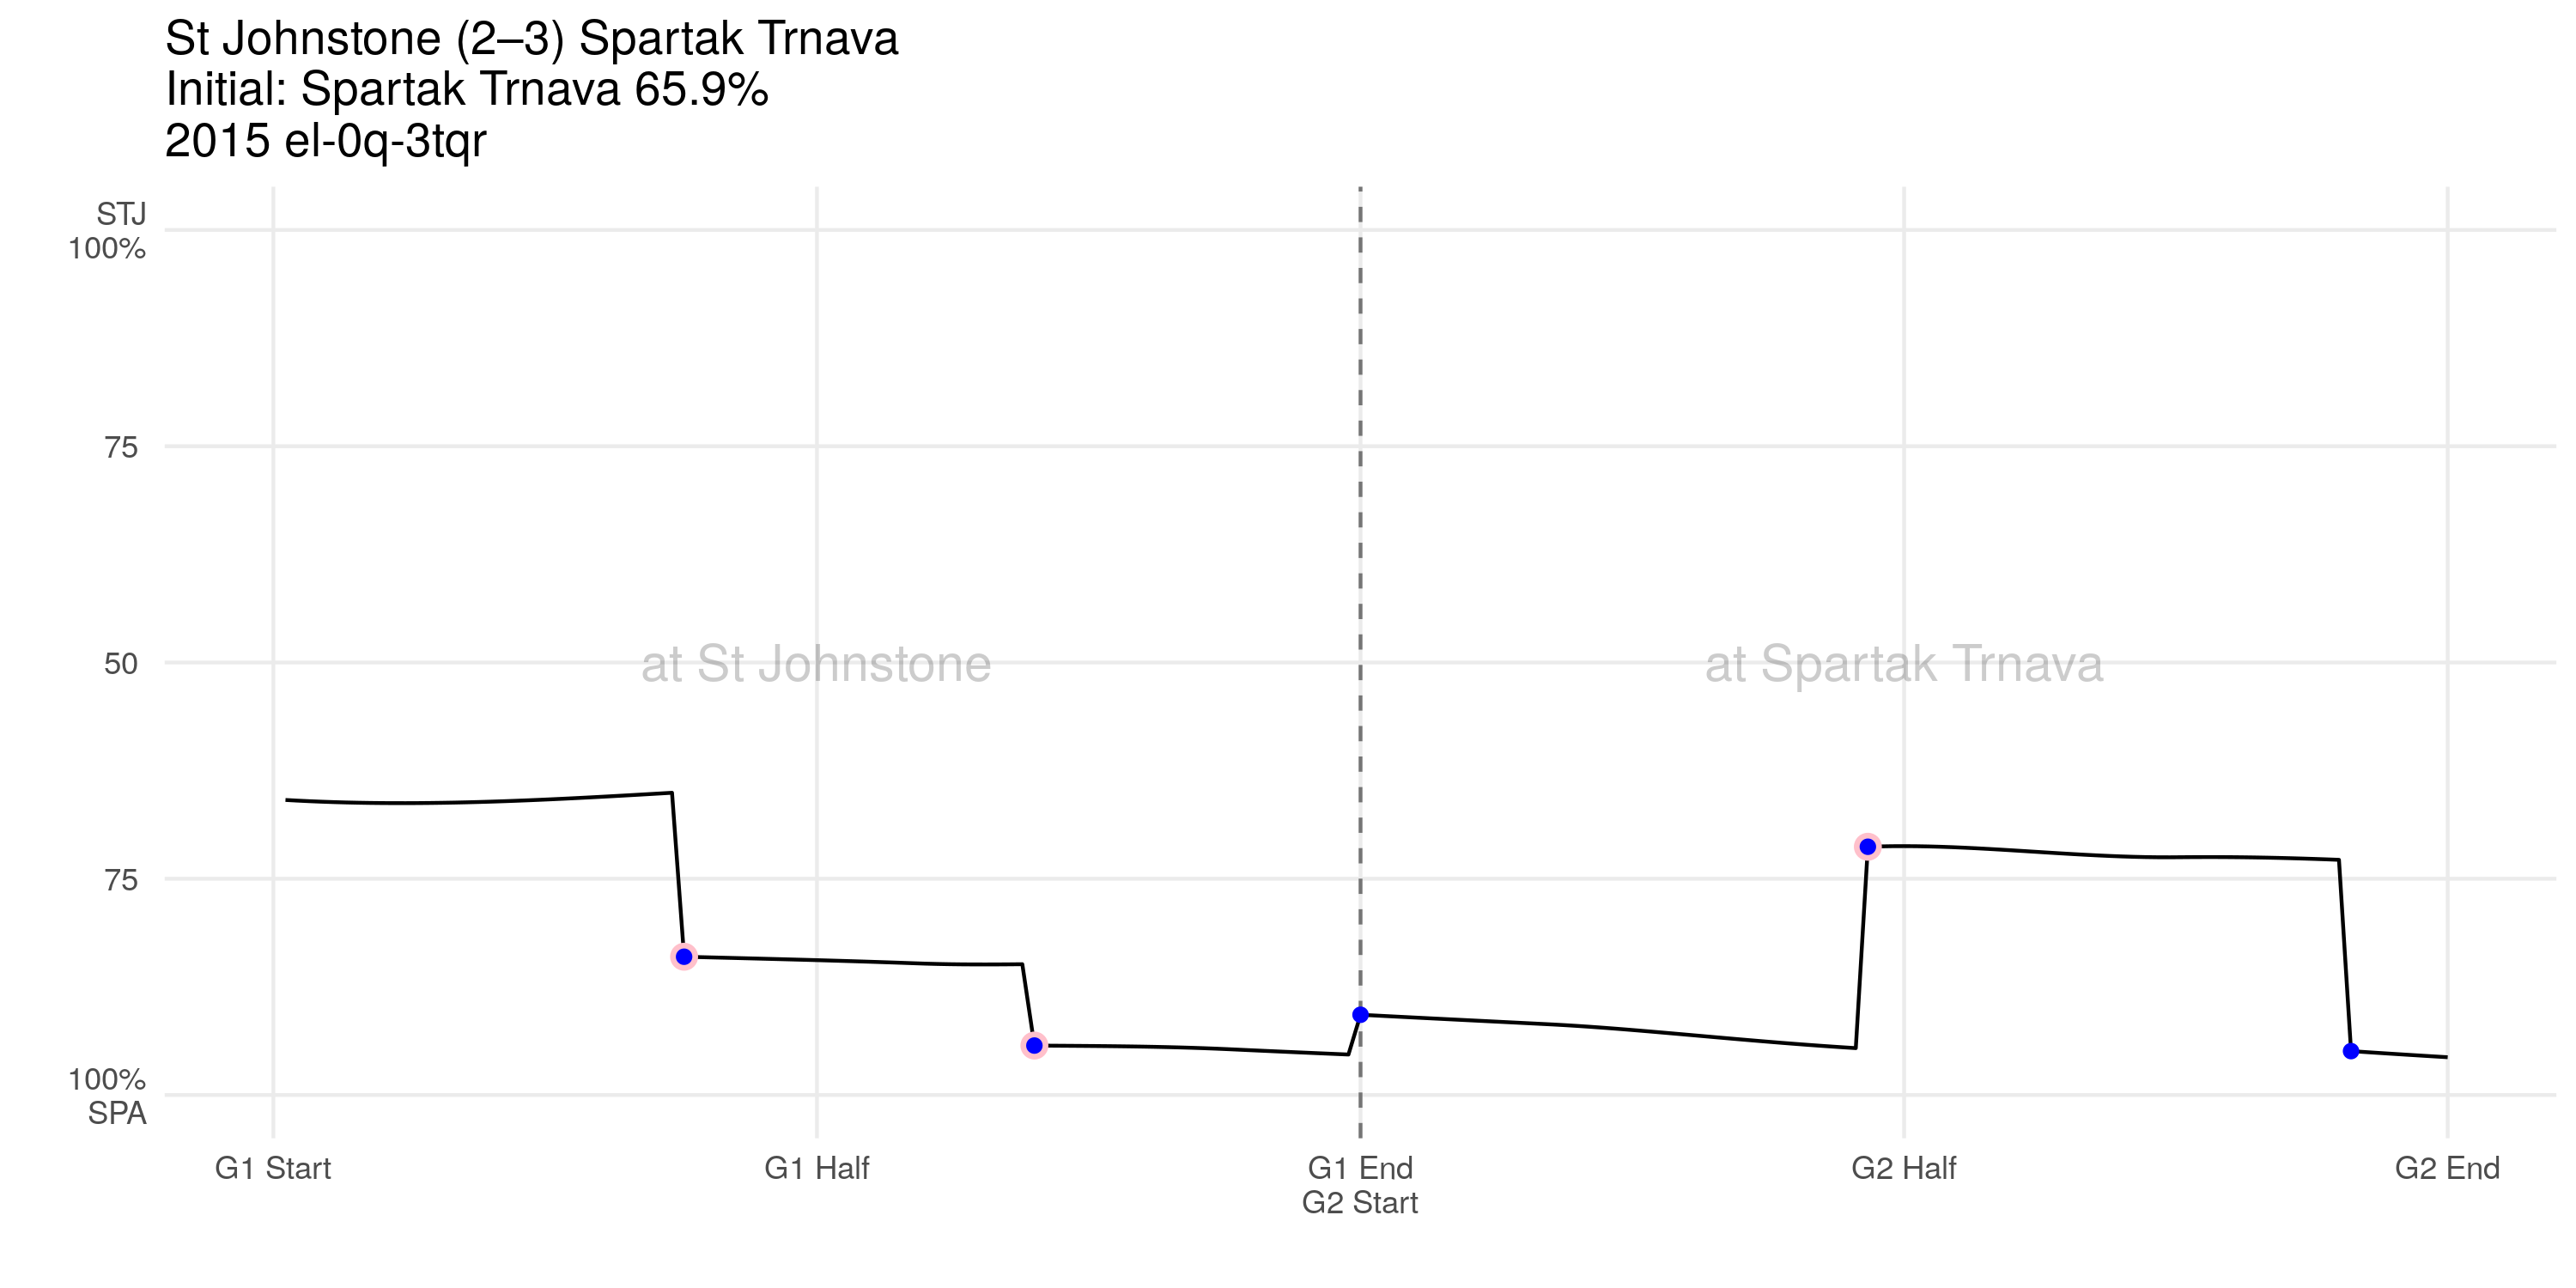 St Johnstone (2–3) Spartak Trnava
Initial: Spartak Trnava 65.9%
2015 el-0q-3tqr
STJ
100%
75
50
75
100%
SPA
at St Johnstone
at Spartak Trnava
G1 Start
G1 Half
G1 End
G2 Start
G2 Half
G2 End